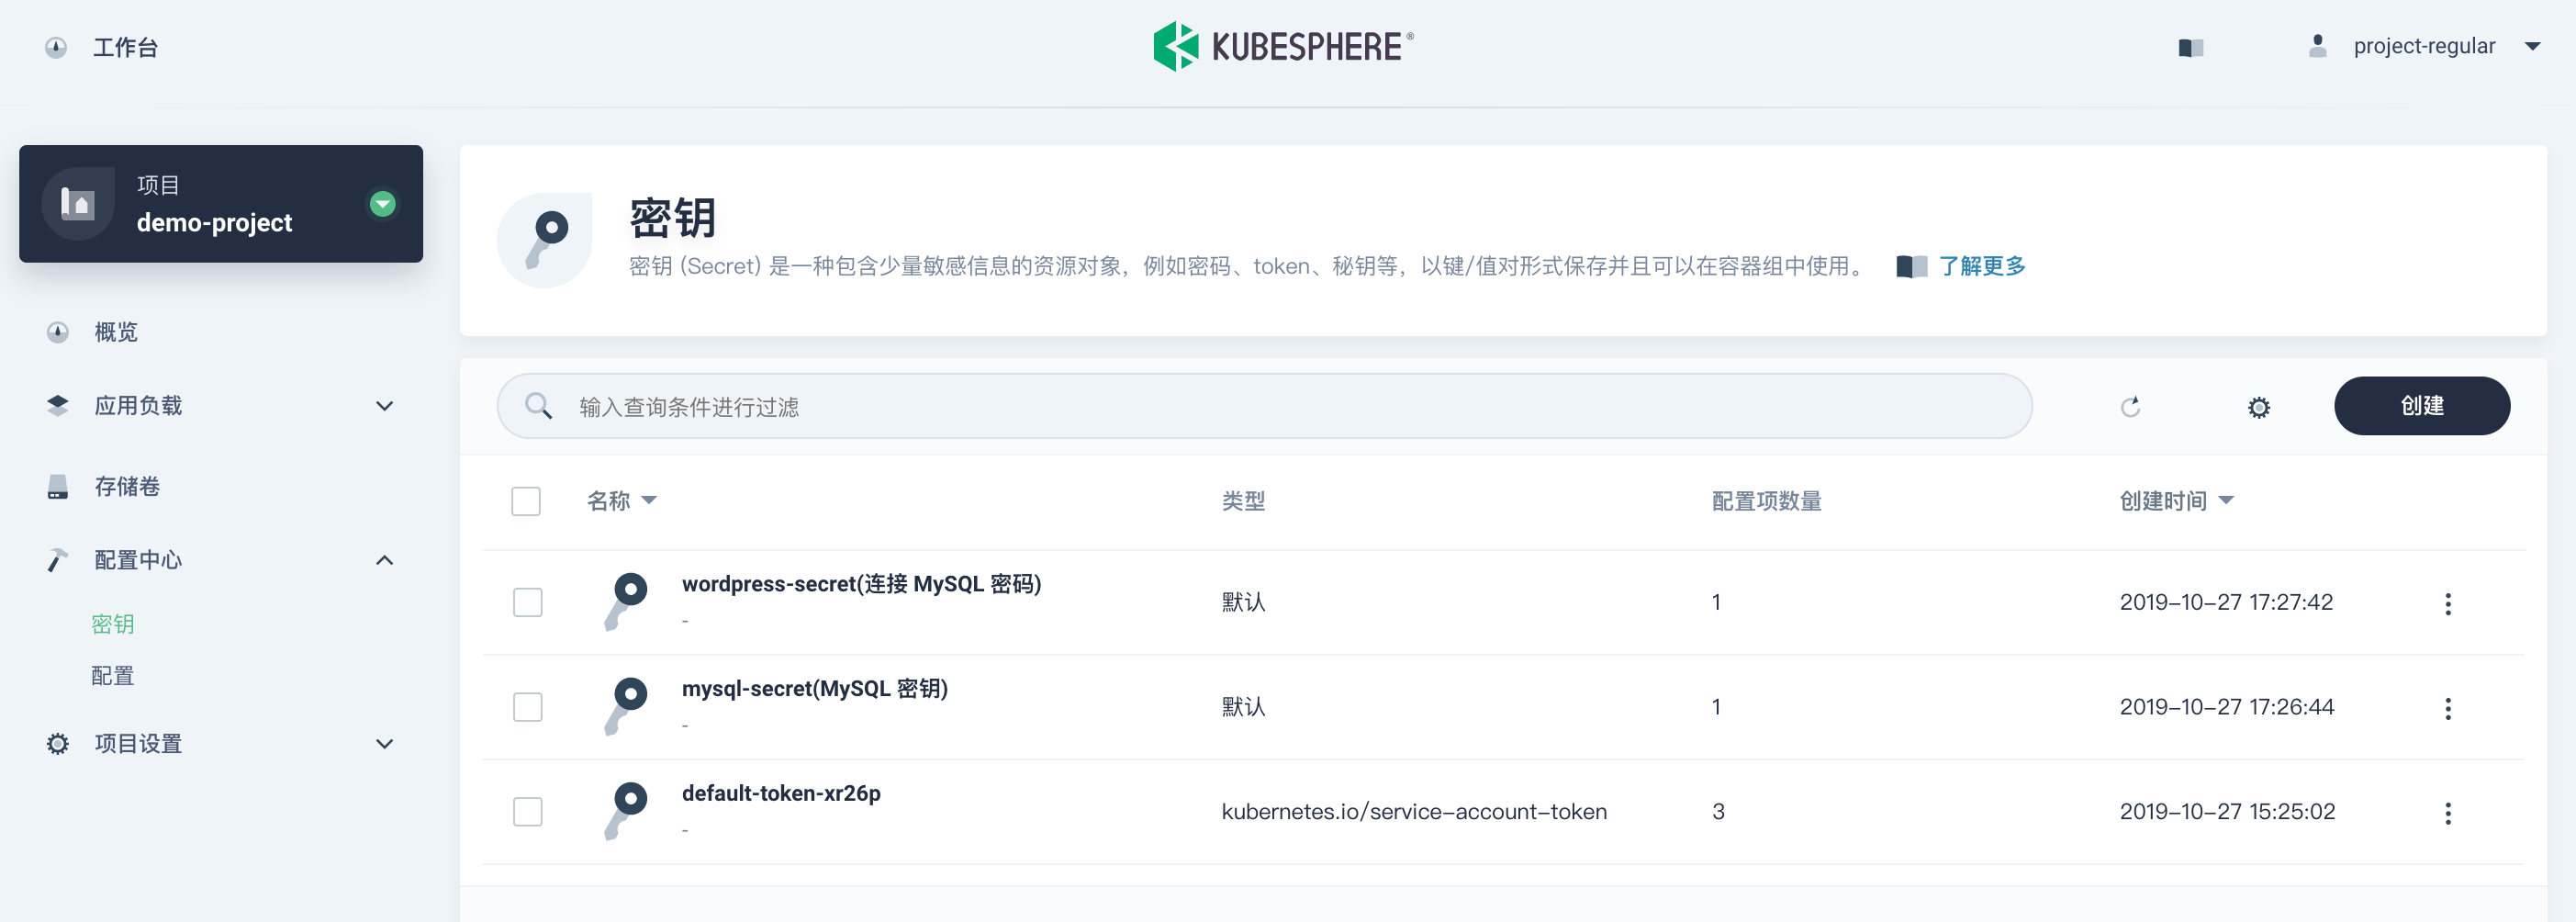 工作台
KUBESPHERE®
project-regular
项目
demo-project
概览
应用负载
存储卷
配置中心
密钥
配置
项目设置
密钥
密钥 (Secret) 是一种包含少量敏感信息的资源对象，例如密码、token、秘钥等，以键/值对形式保存并且可以在容器组中使用。 了解更多
输入查询条件进行过滤
创建
名称 类型 配置项数量 创建时间
wordpress-secret(连接 MySQL 密码)
-
默认 1 2019-10-27 17:27:42
mysql-secret(MySQL 密钥)
-
默认 1 2019-10-27 17:26:44
default-token-xr26p
-
kubernetes.io/service-account-token 3 2019-10-27 15:25:02